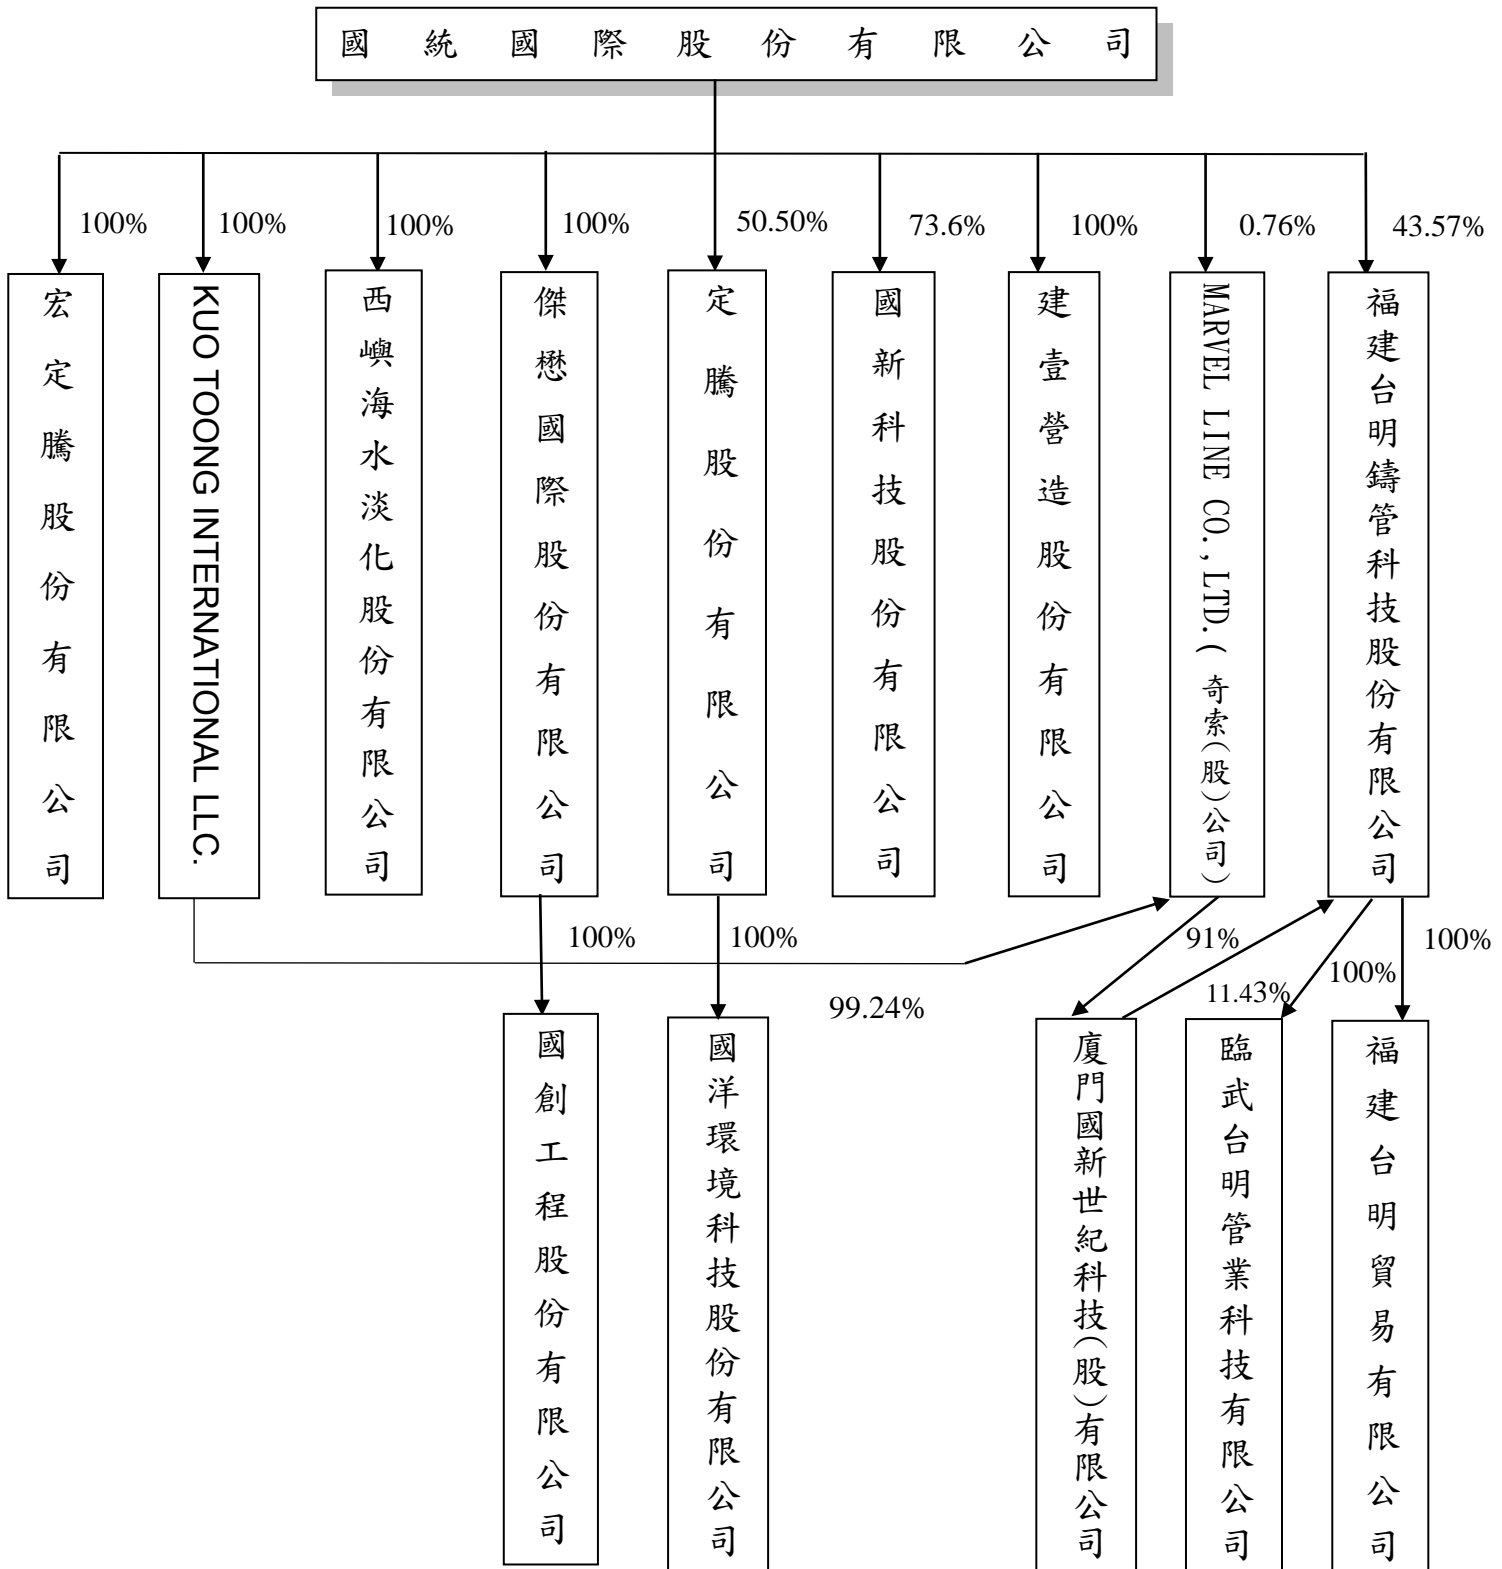 國統國際股份有限公司
100%
100%
100%
100%
50.50%
73.6%
100%
0.76%
43.57%
宏定騰股份有限公司
KUO TOONG INTERNATIONAL LLC.
西嶼海水淡化股份有限公司
傑懋國際股份有限公司
定騰股份有限公司
國新科技股份有限公司
建壹營造股份有限公司
MARVEL LINE CO.,LTD.(奇索(股)公司)
福建台明鑄管科技股份有限公司
100%
100%
99.24%
91%
11.43%
100%
100%
國創工程股份有限公司
國洋環境科技股份有限公司
廈門國新世紀科技(股)有限公司
臨武台明管業科技有限公司
福建台明貿易有限公司